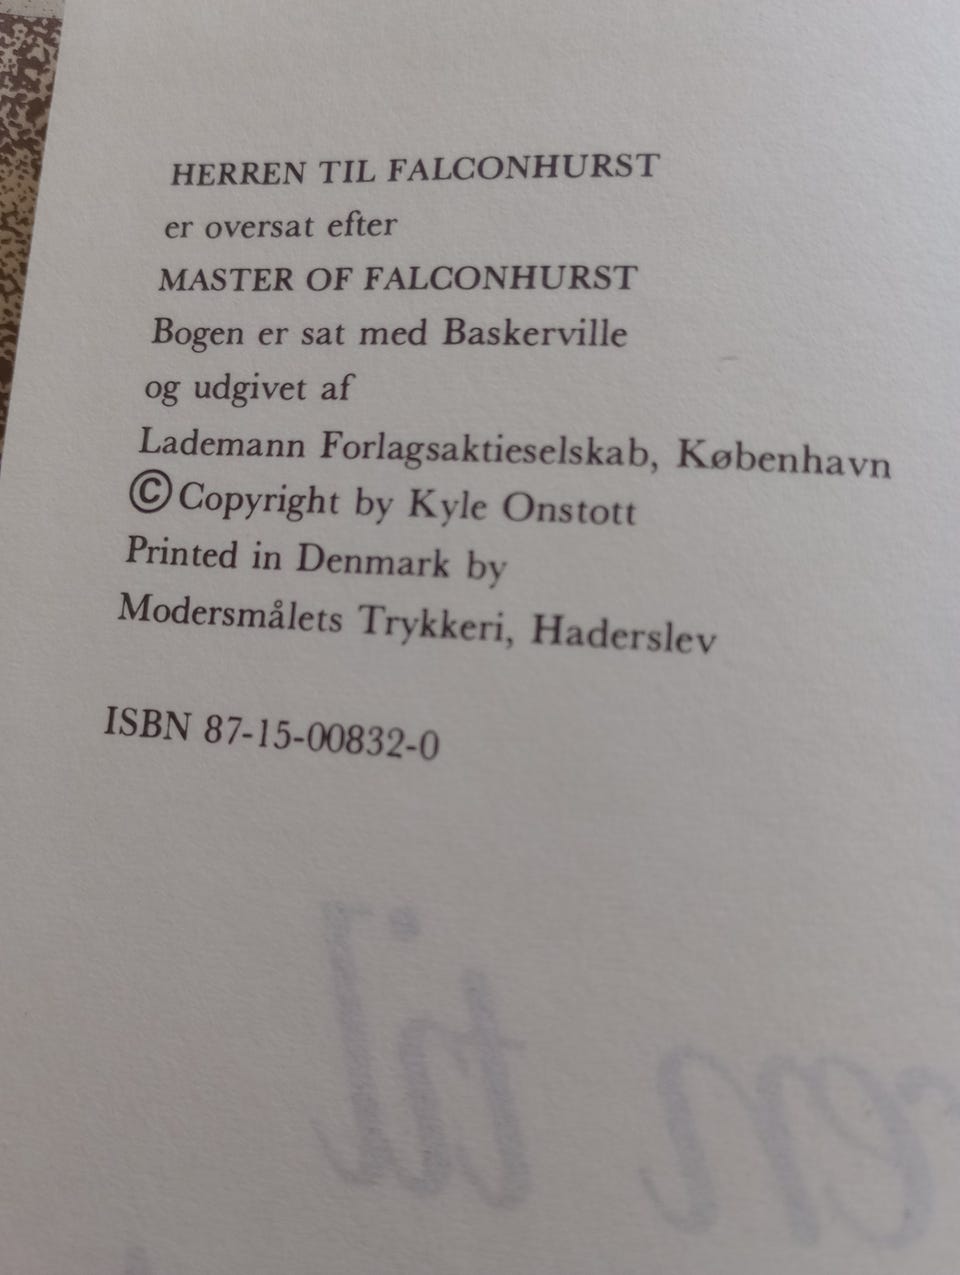 HERREN TIL FALCONHURST
er oversat efter
MASTER OF FALCONHURST
Bogen er sat med Baskerville
og udgivet af
Lademann Forlagsaktieselskab, København
© Copyright by Kyle Onstott
Printed in Denmark by
Modersmålets Trykkeri, Haderslev
ISBN 87-15-00832-0